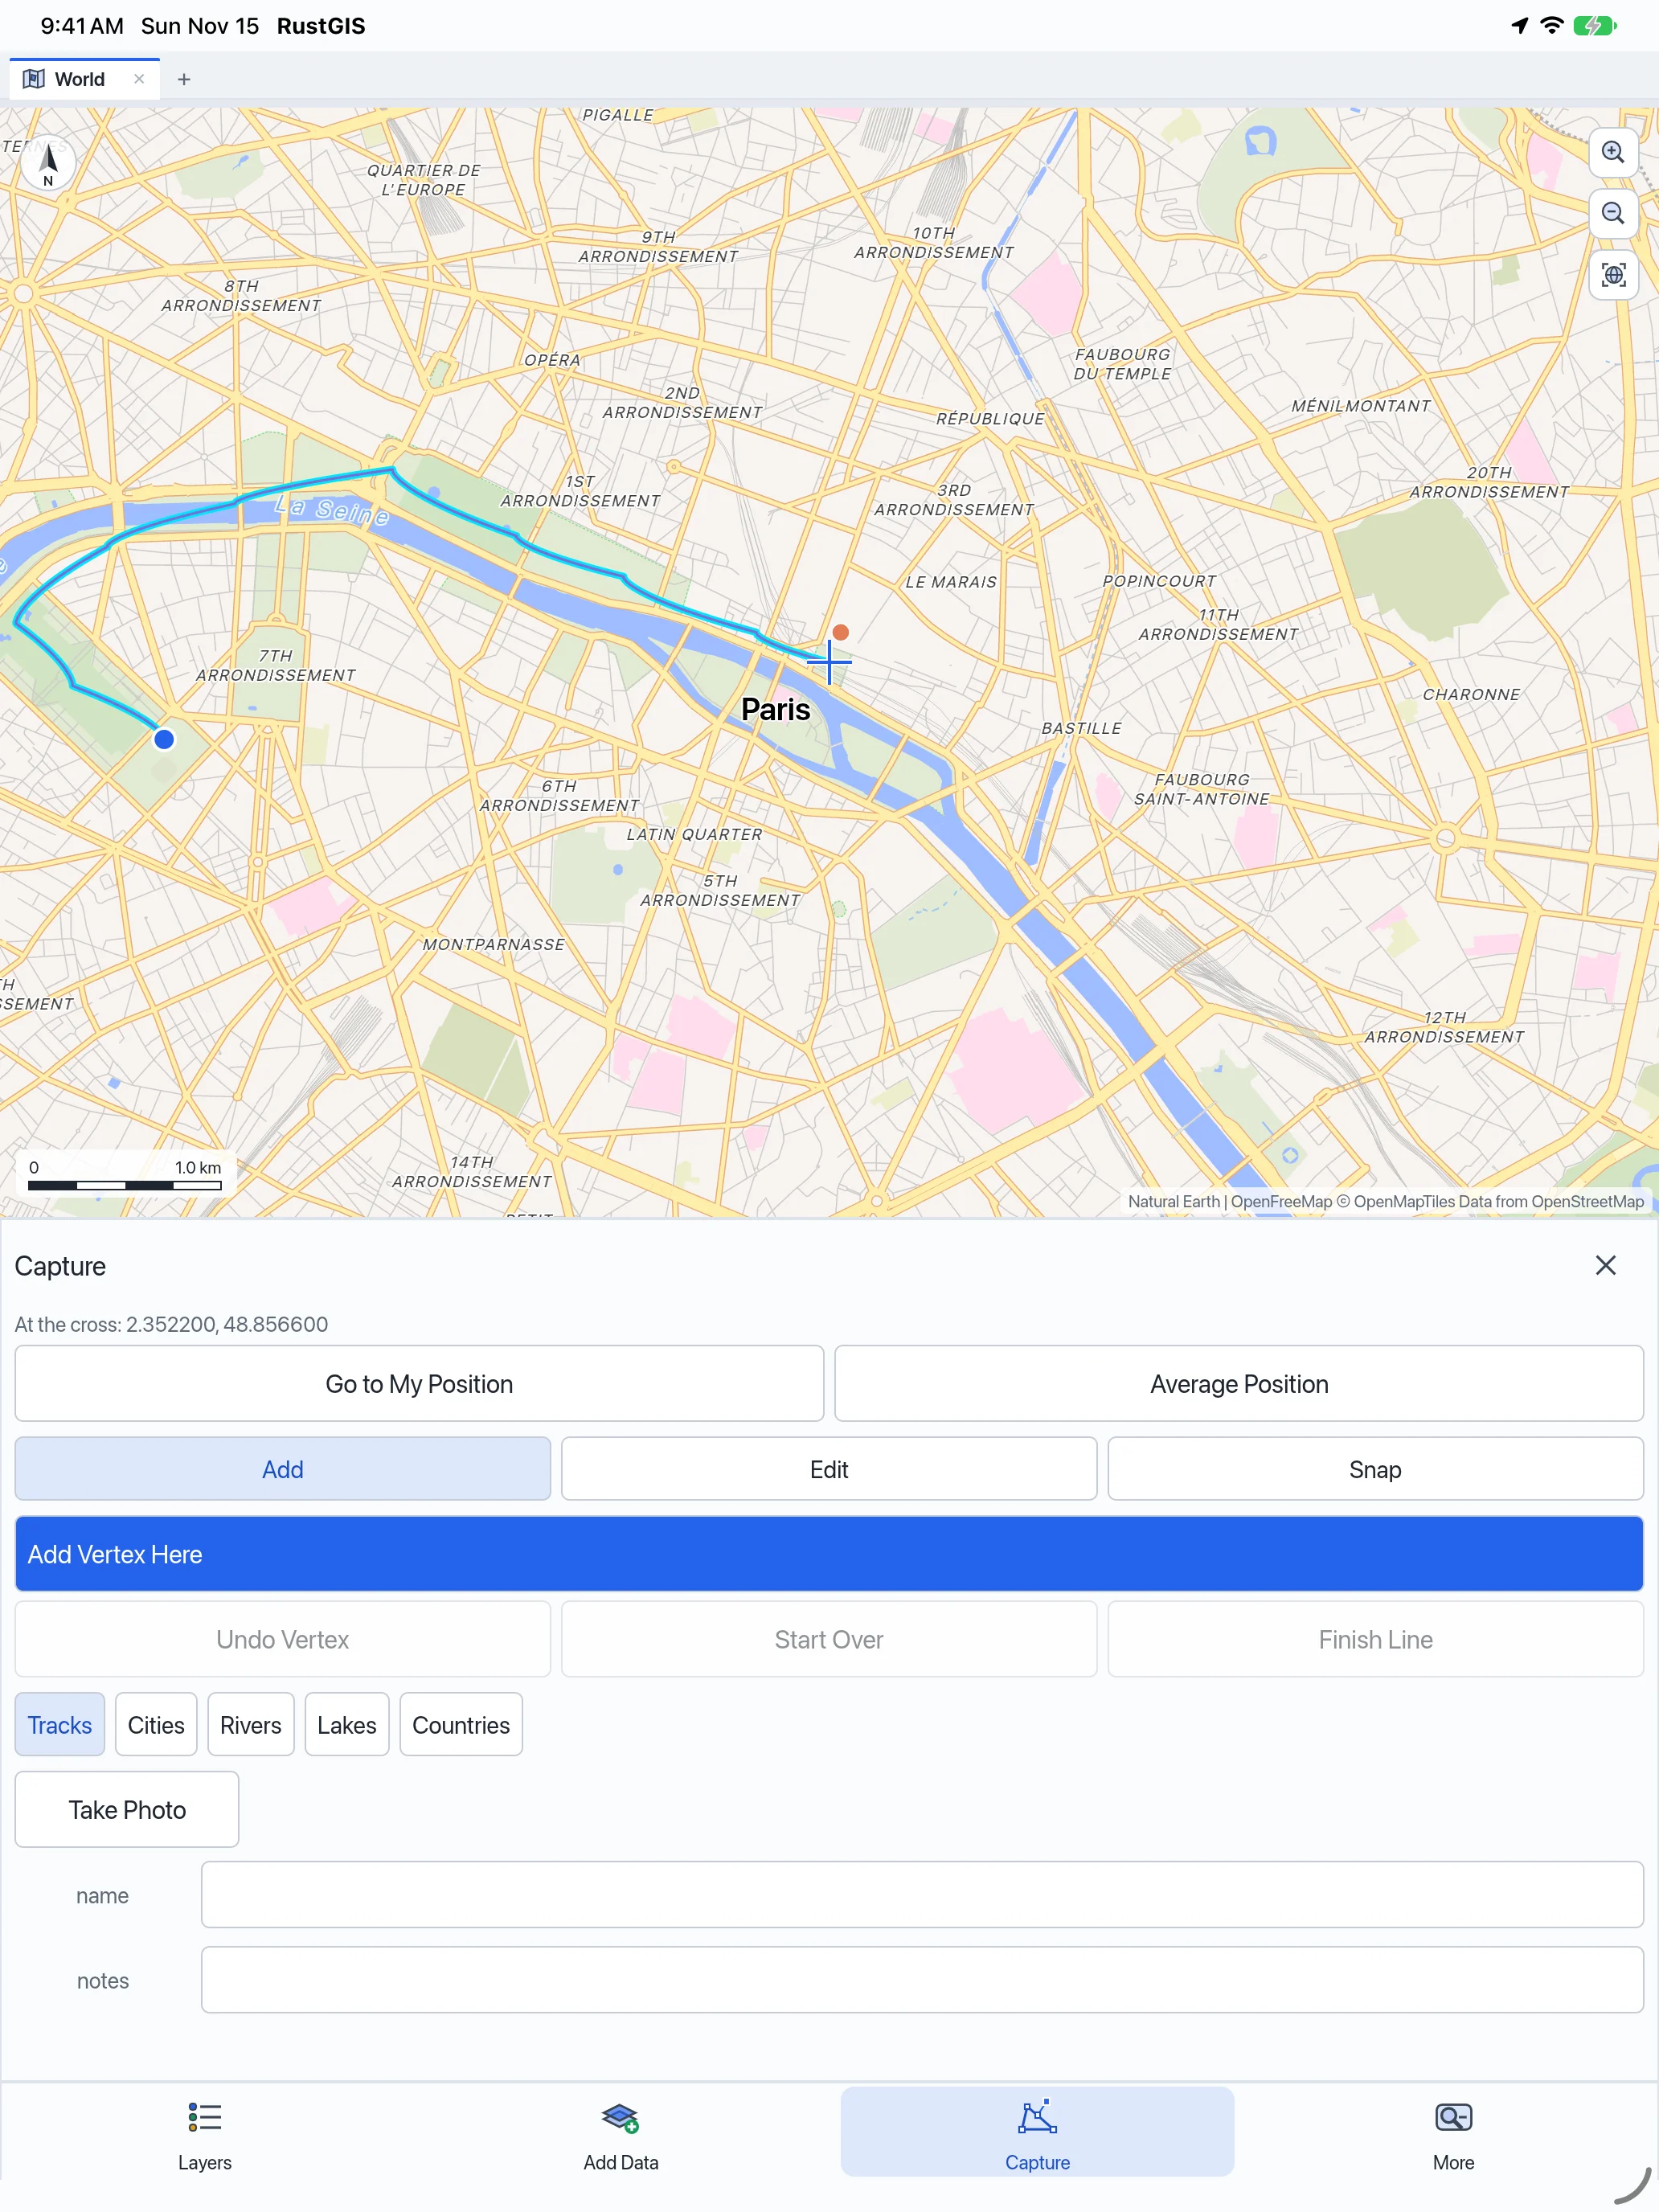 9:41 AM Sun Nov 15 RustGIS
World
PIGALLE
N
QUARTIER DE
L'EUROPE
9TH
ARRONDISSEMENT
10TH
ARRONDISSEMENT
8TH
ARRONDISSEMENT
OPÉRA
FAUBOURG
DU TEMPLE
2ND
ARRONDISSEMENT
RÉPUBLIQUE
MÉNILMONTANT
1ST
ARRONDISSEMENT
20TH
ARRONDISSEMENT
3RD
ARRONDISSEMENT
La Seine
LE MARAIS
POPINCOURT
11TH
ARRONDISSEMENT
7TH
ARRONDISSEMENT
CHARONNE
Paris
BASTILLE
6TH
ARRONDISSEMENT
FAUBOURG
SAINT-ANTOINE
LATIN QUARTER
5TH
ARRONDISSEMENT
MONTPARNASSE
12TH
ARRONDISSEMENT
14TH
ARRONDISSEMENT
0 1.0 km
Natural Earth | OpenFreeMap © OpenMapTiles Data from OpenStreetMap
Capture
At the cross: 2.352200, 48.856600
Go to My Position
Average Position
Add
Edit
Snap
Add Vertex Here
Undo Vertex
Start Over
Finish Line
Tracks
Cities
Rivers
Lakes
Countries
Take Photo
name
notes
Layers
Add Data
Capture
More